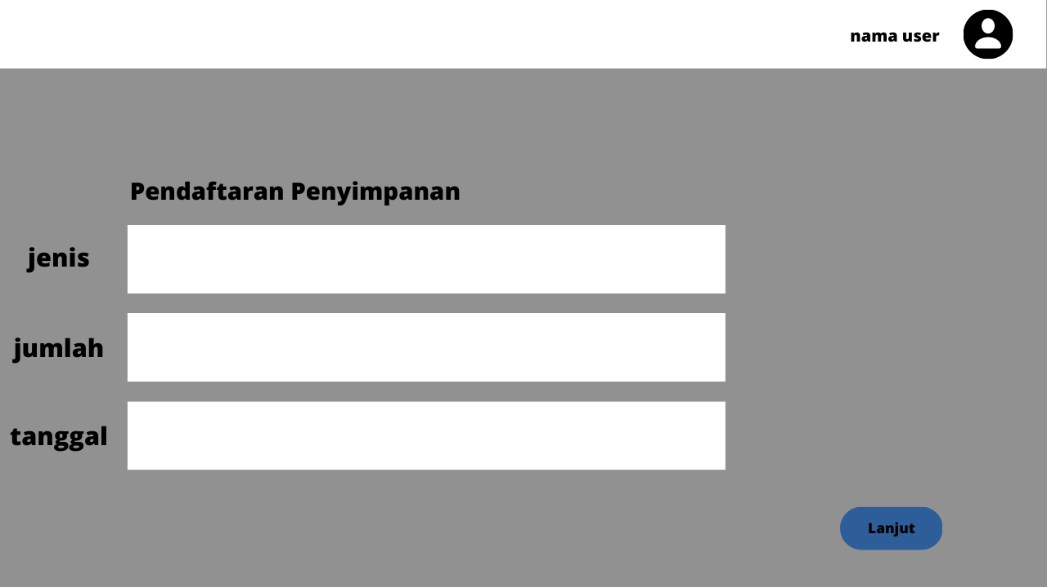 nama user
Pendaftaran Penyimpanan
jenis
jumlah
tanggal
Lanjut